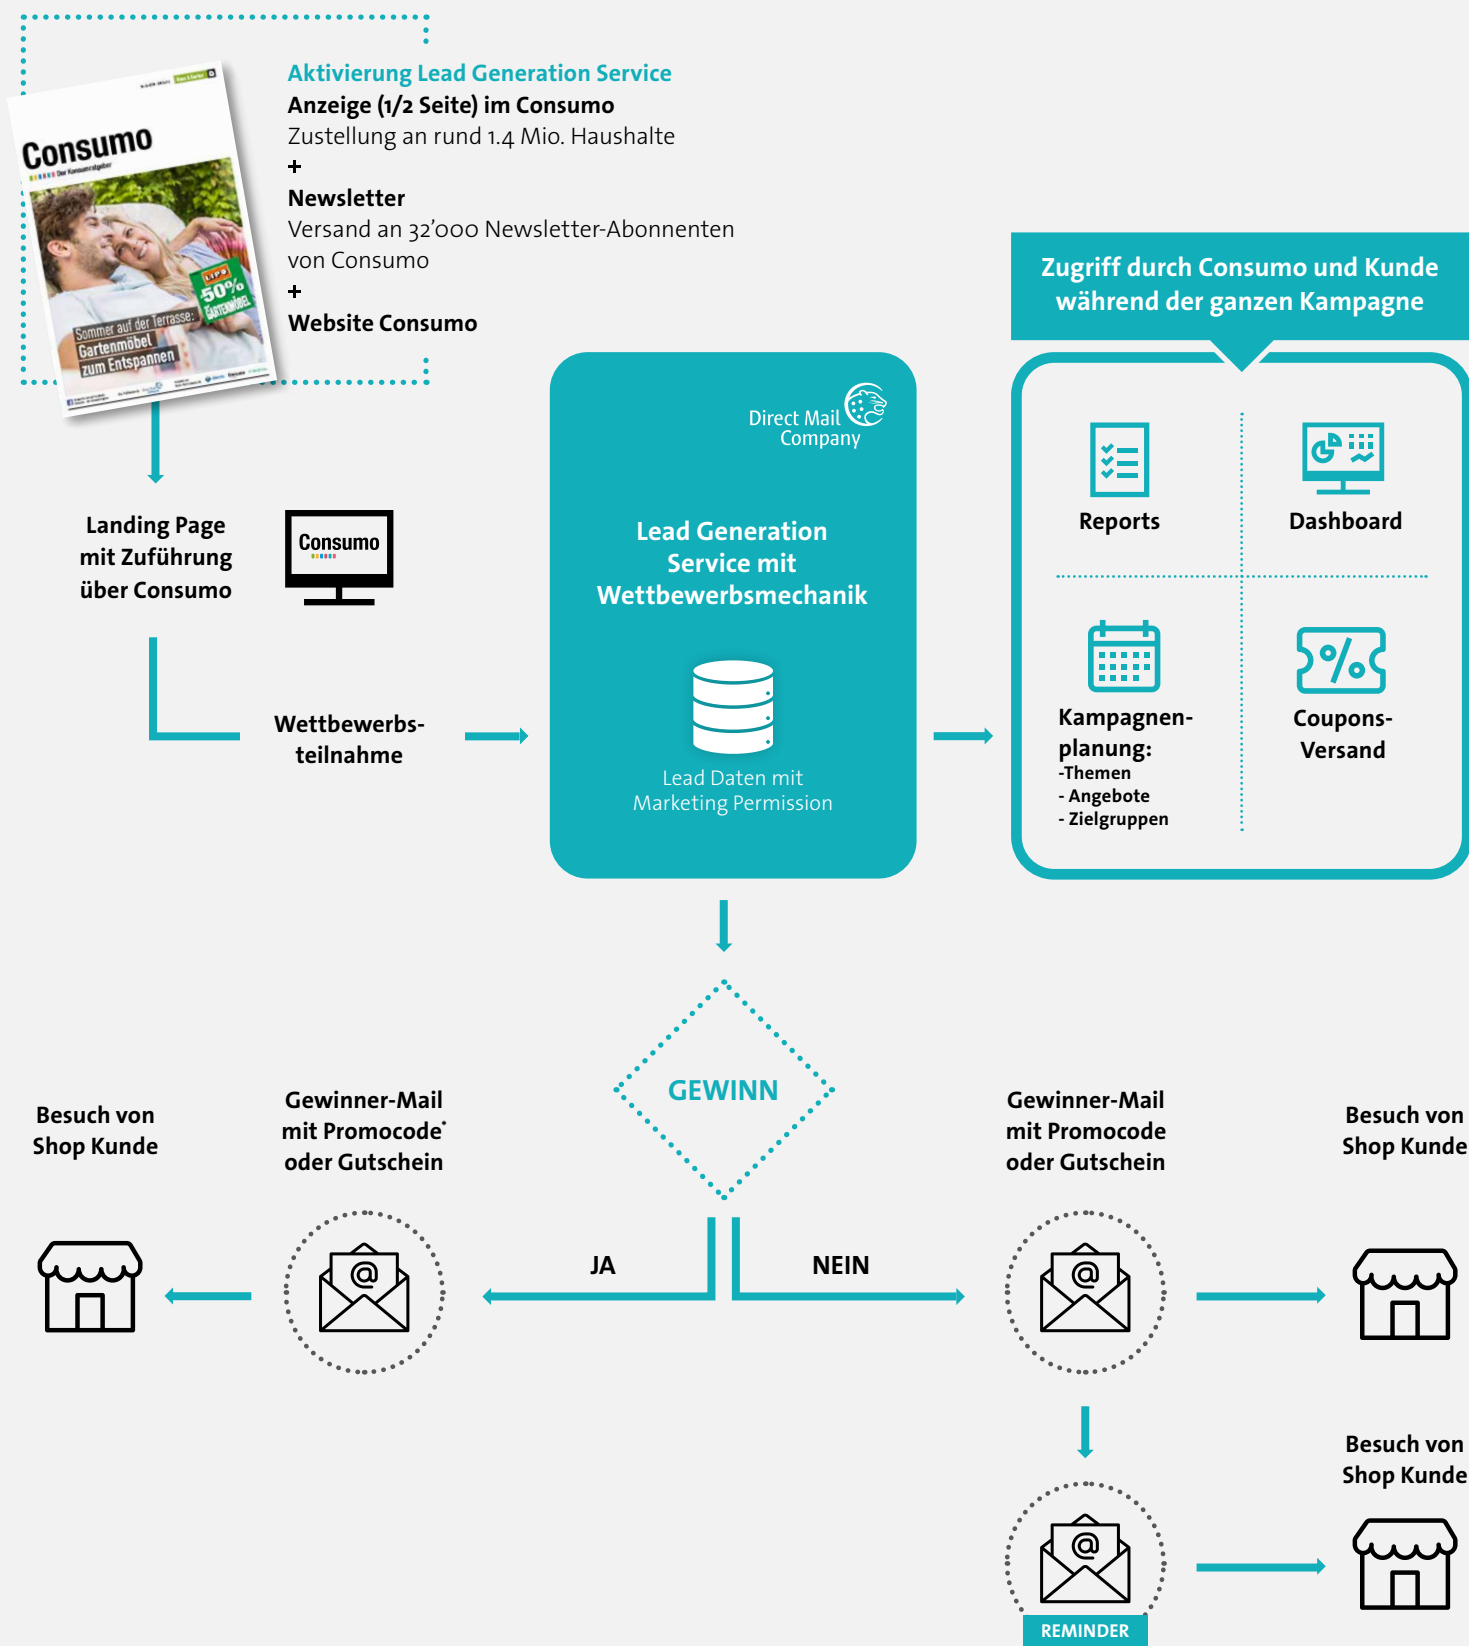 Consumo
Der Konsumratgeber
LIPO
50%
GARTENMÖBEL
Sommer auf der Terrasse:
Gartenmöbel
zum Entspannen
Aktivierung Lead Generation Service
Anzeige (1/2 Seite) im Consumo
Zustellung an rund 1.4 Mio. Haushalte
+
Newsletter
Versand an 32’000 Newsletter-Abonnenten
von Consumo
+
Website Consumo
Zugriff durch Consumo und Kunde
während der ganzen Kampagne
Landing Page
mit Zuführung
über Consumo
Consumo
Wettbewerbs-
teilnahme
Direct Mail
Company
Lead Generation
Service mit
Wettbewerbsmechanik
Lead Daten mit
Marketing Permission
Reports
Dashboard
Kampagnen-
planung:
-Themen
- Angebote
- Zielgruppen
%
Coupons-
Versand
GEWINN
Besuch von
Shop Kunde
Gewinner-Mail
mit Promocode*
oder Gutschein
@
JA
NEIN
Gewinner-Mail
mit Promocode
oder Gutschein
@
Besuch von
Shop Kunde
@
REMINDER
Besuch von
Shop Kunde